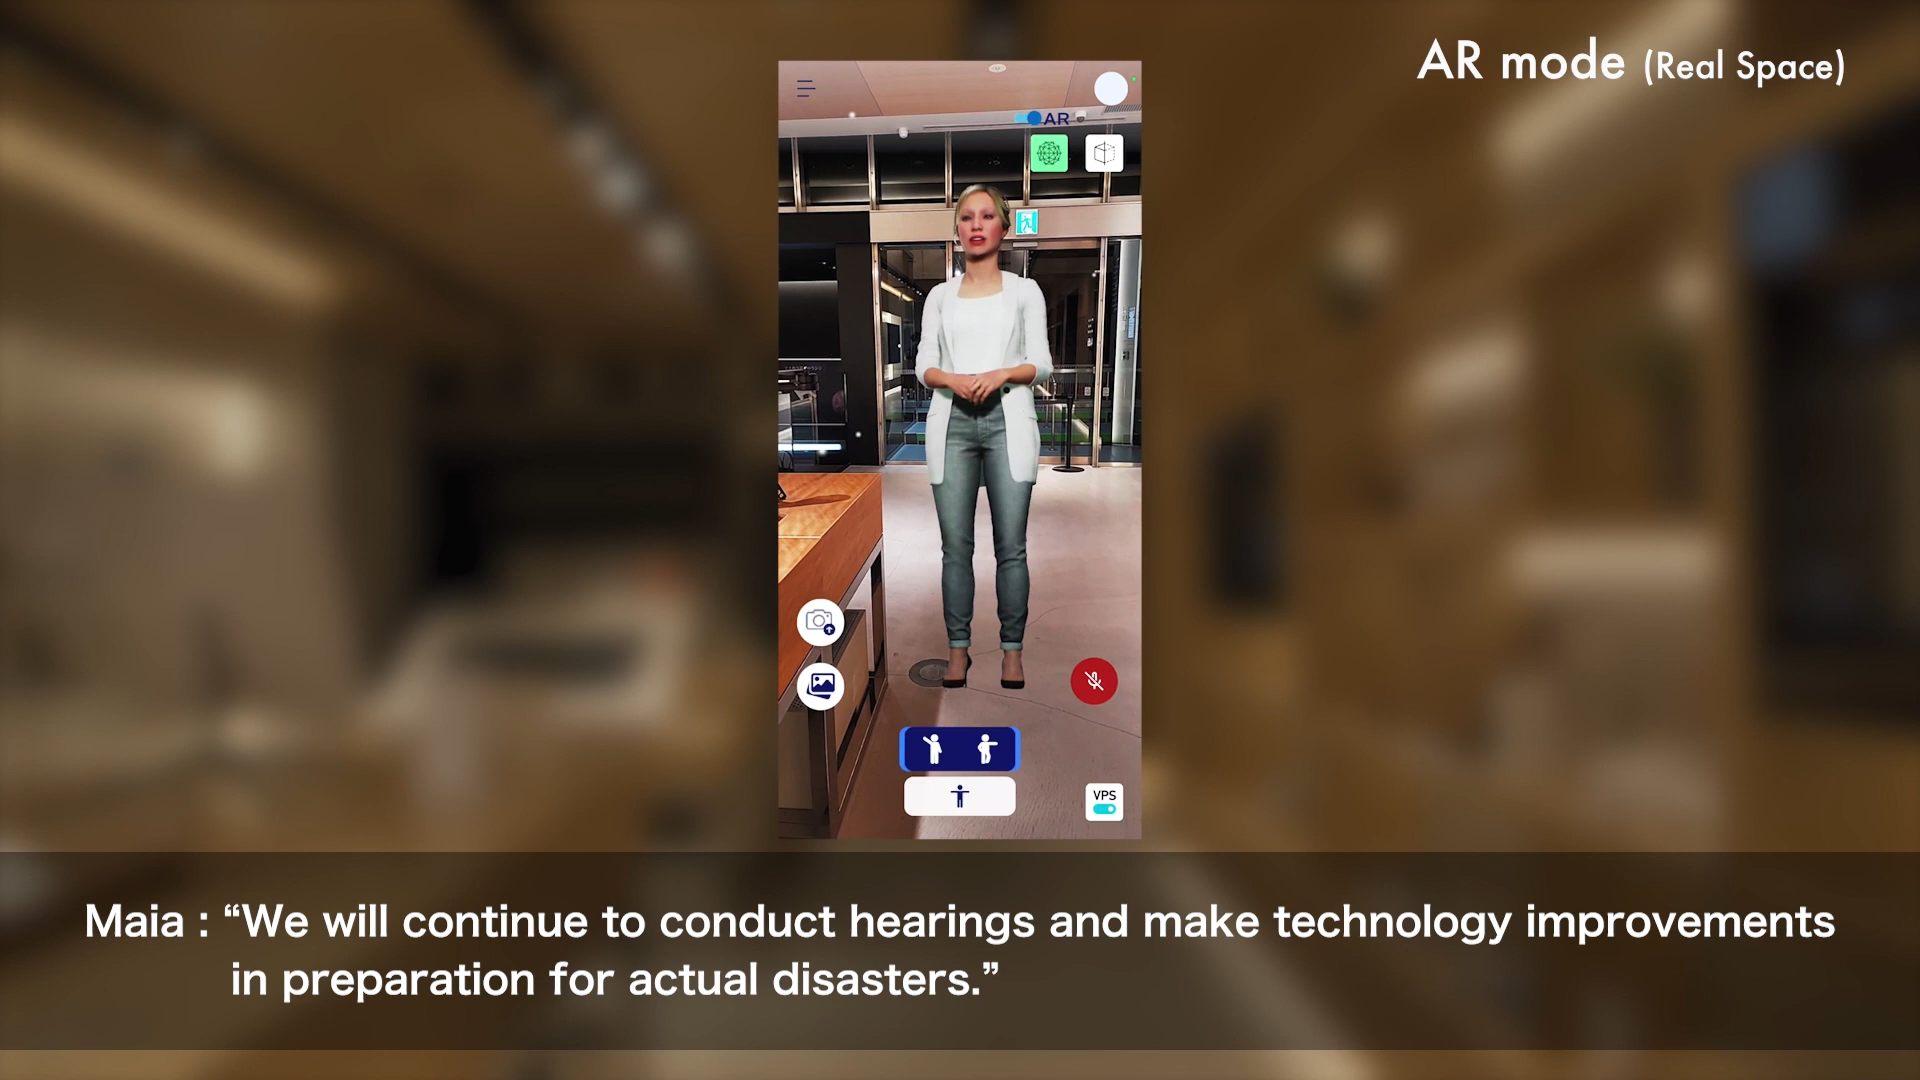 AR mode (Real Space)
AR
VPS
Maia : “We will continue to conduct hearings and make technology improvements
in preparation for actual disasters.”